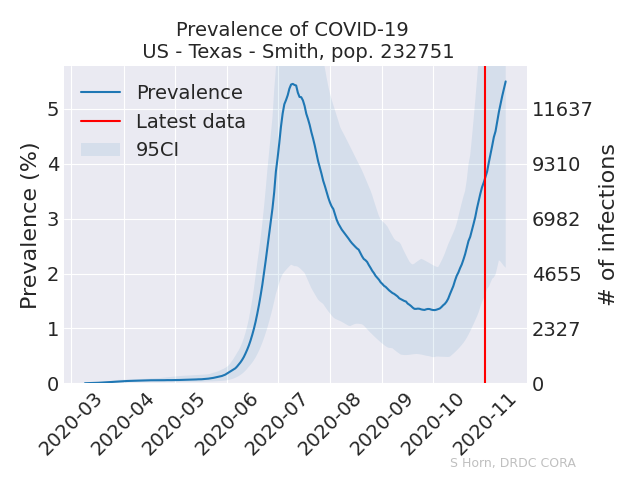 Prevalence of COVID-19
US - Texas - Smith, pop. 232751
Prevalence
Latest data
95CI
Prevalence (%)
5
4
3
2
1
0
11637
9310
6982
4655
2327
0
# of infections
2020-03
2020-04
2020-05
2020-06
2020-07
2020-08
2020-09
2020-10
2020-11
S Horn, DRDC CORA